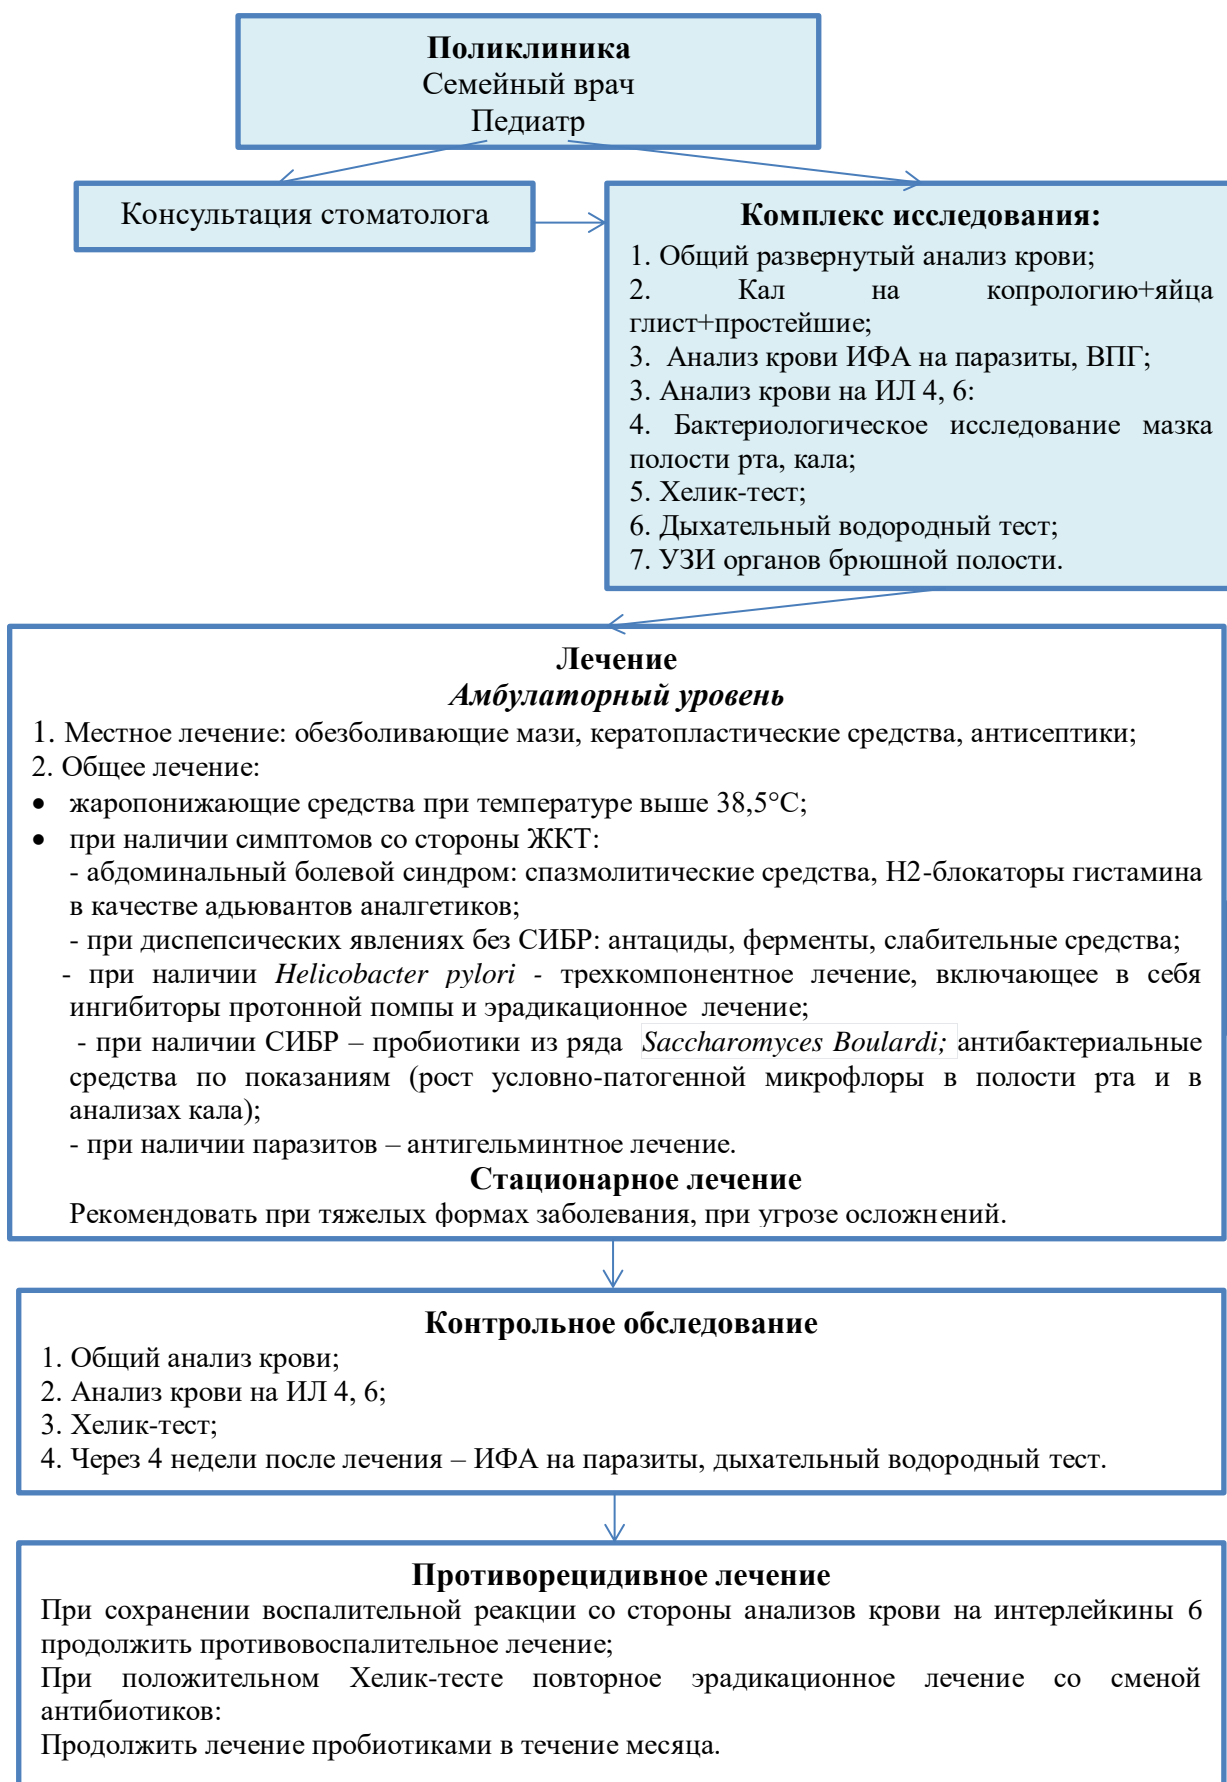 Поликлиника
Семейный врач
Педиатр
Консультация стоматолога
Комплекс исследования:
1. Общий развернутый анализ крови;
2. Кал на копрологию+яйца
глист+простейшие;
3. Анализ крови ИФА на паразиты, ВПГ;
3. Анализ крови на ИЛ 4, 6:
4. Бактериологическое исследование мазка
полости рта, кала;
5. Хелик-тест;
6. Дыхательный водородный тест;
7. УЗИ органов брюшной полости.
Лечение
Амбулаторный уровень
1. Местное лечение: обезболивающие мази, кератопластические средства, антисептики;
2. Общее лечение:
• жаропонижающие средства при температуре выше 38,5°С;
• при наличии симптомов со стороны ЖКТ:
- абдоминальный болевой синдром: спазмолитические средства, Н2-блокаторы гистамина
в качестве адьювантов аналгетиков;
- при диспепсических явлениях без СИБР: антациды, ферменты, слабительные средства;
- при наличии Helicobacter pylori - трехкомпонентное лечение, включающее в себя
ингибиторы протонной помпы и эрадикационное лечение;
- при наличии СИБР – пробиотики из ряда Saccharomyces Boulardi; антибактериальные
средства по показаниям (рост условно-патогенной микрофлоры в полости рта и в
анализах кала);
- при наличии паразитов – антигельминтное лечение.
Стационарное лечение
Рекомендовать при тяжелых формах заболевания, при угрозе осложнений.
Контрольное обследование
1. Общий анализ крови;
2. Анализ крови на ИЛ 4, 6;
3. Хелик-тест;
4. Через 4 недели после лечения – ИФА на паразиты, дыхательный водородный тест.
Противорецидивное лечение
При сохранении воспалительной реакции со стороны анализов крови на интерлейкины 6
продолжить противовоспалительное лечение;
При положительном Хелик-тесте повторное эрадикационное лечение со сменой
антибиотиков:
Продолжить лечение пробиотиками в течение месяца.